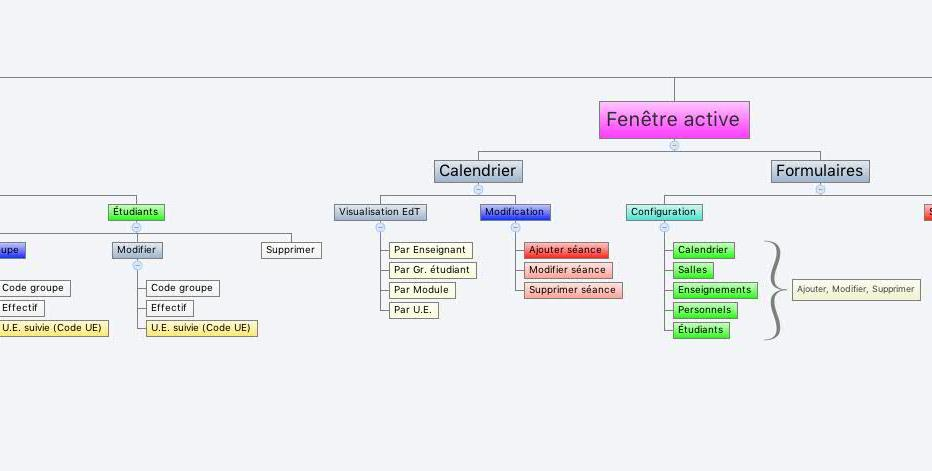 Fenêtre active
Calendrier
Formulaires
Étudiants
Visualisation EdT
Modification
Configuration
Modifier
Supprimer
Code groupe
Effectif
U.E. suivie (Code UE)
Code groupe
Effectif
U.E. suivie (Code UE)
Par Enseignant
Par Gr. étudiant
Par Module
Par U.E.
Ajouter séance
Modifier séance
Supprimer séance
Calendrier
Salles
Enseignements
Personnels
Étudiants
Ajouter, Modifier, Supprimer